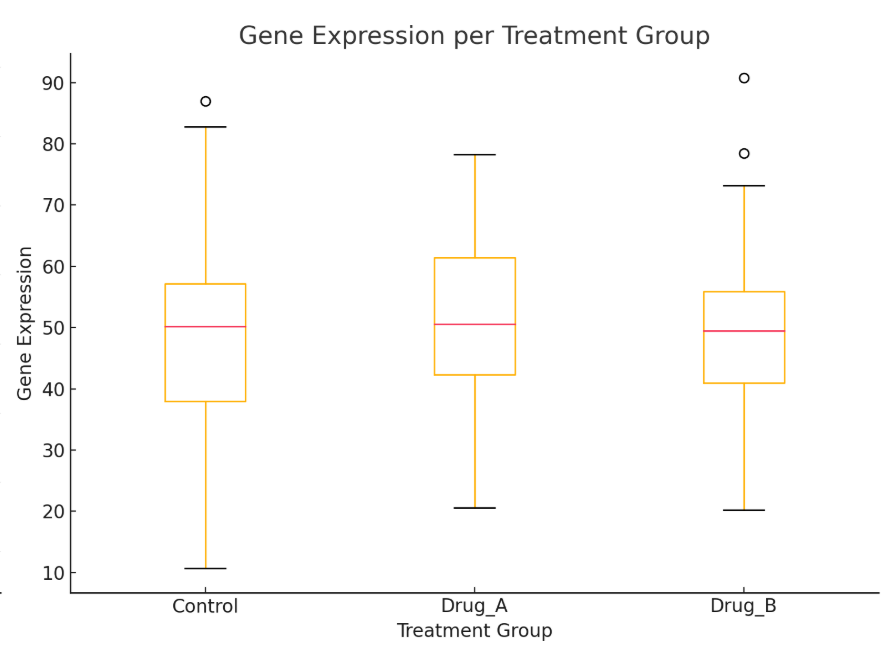 Gene Expression per Treatment Group
90
80
70
60
50
40
30
20
10
Gene Expression
Control
Drug_A
Drug_B
Treatment Group